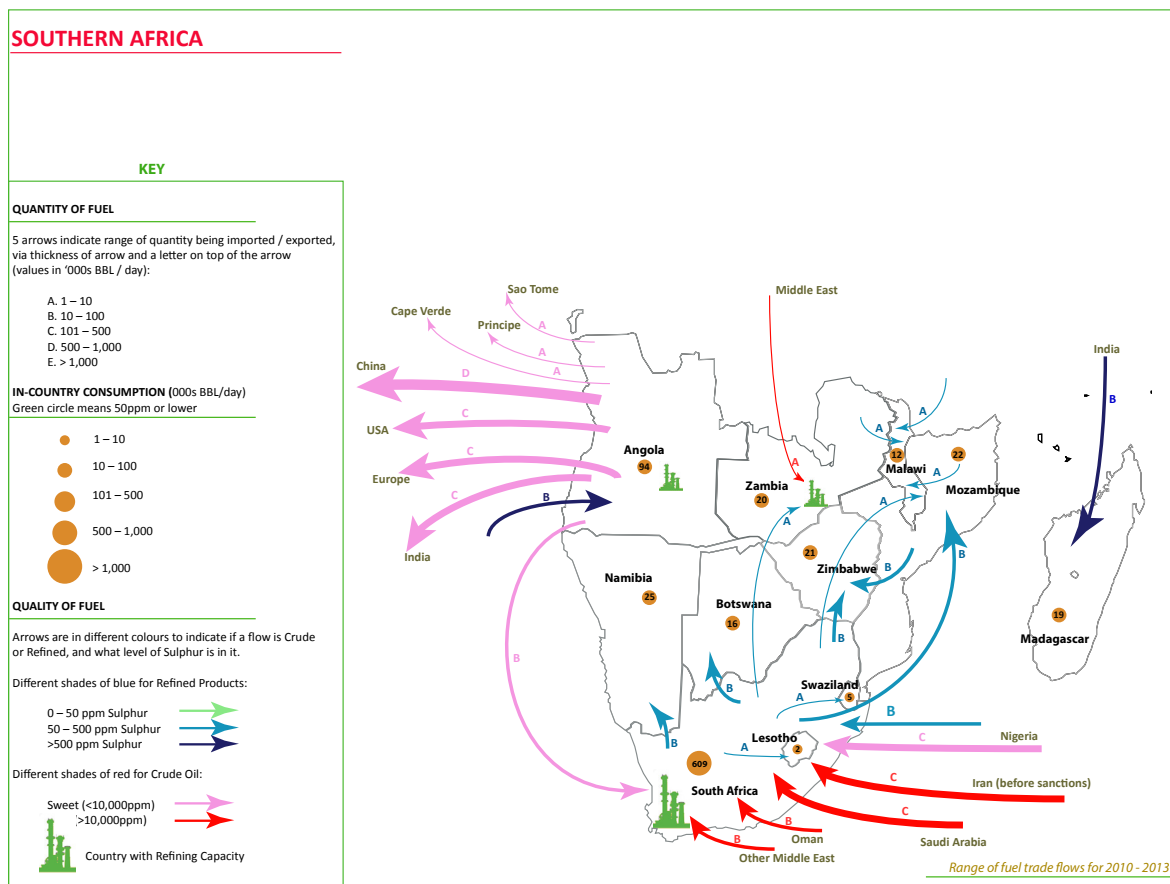 SOUTHERN AFRICA
KEY
QUANTITY OF FUEL
5 arrows indicate range of quantity being imported / exported,
via thickness of arrow and a letter on top of the arrow
(values in ‘000s BBL / day):
A. 1 – 10
B. 10 – 100
C. 101 – 500
D. 500 – 1,000
E. > 1,000
IN-COUNTRY CONSUMPTION (000s BBL/day)
Green circle means 50ppm or lower
1 – 10
10 – 100
101 – 500
500 – 1,000
> 1,000
QUALITY OF FUEL
Arrows are in different colours to indicate if a flow is Crude
or Refined, and what level of Sulphur is in it.
Different shades of blue for Refined Products:
0 – 50 ppm Sulphur
50 – 500 ppm Sulphur
>500 ppm Sulphur
Different shades of red for Crude Oil:
Sweet (<10,000ppm)
>10,000ppm)
Country with Refining Capacity
Sao Tome
Middle East
Cape Verde
Principe
A
A
A
China
D
USA
C
Europe
C
India
C
B
B
Angola
94
Zambia
20
A
A
A
A
12
Malawi
22
A
A
Mozambique
India
B
21
Zimbabwe
B
B
B
Namibia
25
Botswana
16
19
Madagascar
Swaziland
5
A
B
B
B
Lesotho
2
A
609
South Africa
C
Nigeria
C
Iran (before sanctions)
C
Saudi Arabia
B
Oman
B
Other Middle East
Range of fuel trade flows for 2010 - 2013